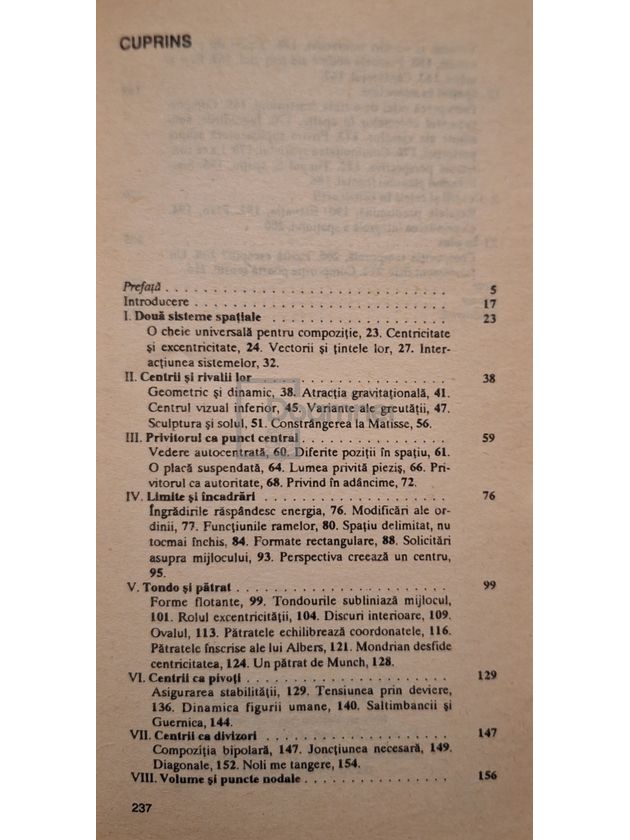 CUPRINS
Prefață . . . . . . . . . . . . . . . . . . . . . . . . . . . . 5
Introducere . . . . . . . . . . . . . . . . . . . . . . . . . . 17
I. Două sisteme spațiale . . . . . . . . . . . . . . . . . . . 23
O cheie universală pentru compoziție, 23. Centricitate
și excentricitate, 24. Vectorii și țintele lor, 27. Inter-
acțiunea sistemelor, 32.
II. Centrii și rivalii lor . . . . . . . . . . . . . . . . . . . 38
Geometric și dinamic, 38. Atracția gravitațională, 41.
Centrul vizual inferior, 45. Variante ale greutății, 47.
Sculptura și solul, 51. Constrângerea la Matisse, 56.
III. Privitorul ca punct central . . . . . . . . . . . . . . . 59
Vedere autocentrată, 60. Diferite poziții în spațiu, 61.
O placă suspendată, 64. Lumea privită pieziș, 66. Pri-
vitorul ca autoritate, 68. Privind în adâncime, 72.
IV. Limite și încadrări . . . . . . . . . . . . . . . . . . . 76
Îngrădirile răspândesc energia, 76. Modificări ale or-
dinii, 77. Funcțiunile ramelor, 80. Spațiu delimitat, nu
tocmai închis, 84. Formate rectangulare, 88. Solicitări
asupra mijlocului, 93. Perspectiva creează un centru,
95.
V. Tondo și pătrat . . . . . . . . . . . . . . . . . . . . . 99
Forme flotante, 99. Tondourile subliniază mijlocul,
101. Rolul excentricității, 104. Discuri interioare, 109.
Ovalul, 113. Pătratele echilibrează coordonatele, 116.
Pătratele înscrise ale lui Albers, 121. Mondrian desfide
centricitatea, 124. Un pătrat de Munch, 128.
VI. Centrii ca pivoți . . . . . . . . . . . . . . . . . . . . 129
Asigurarea stabilității, 129. Tensiunea prin deviere,
136. Dinamica figurii umane, 140. Saltimbancii și
Guernica, 144.
VII. Centrii ca divizori . . . . . . . . . . . . . . . . . . 147
Compoziția bipolară, 147. Joncțiunea necesară, 149.
Diagonale, 152. Noli me tangere, 154.
VIII. Volume și puncte nodale . . . . . . . . . . . . . . . . 156
237